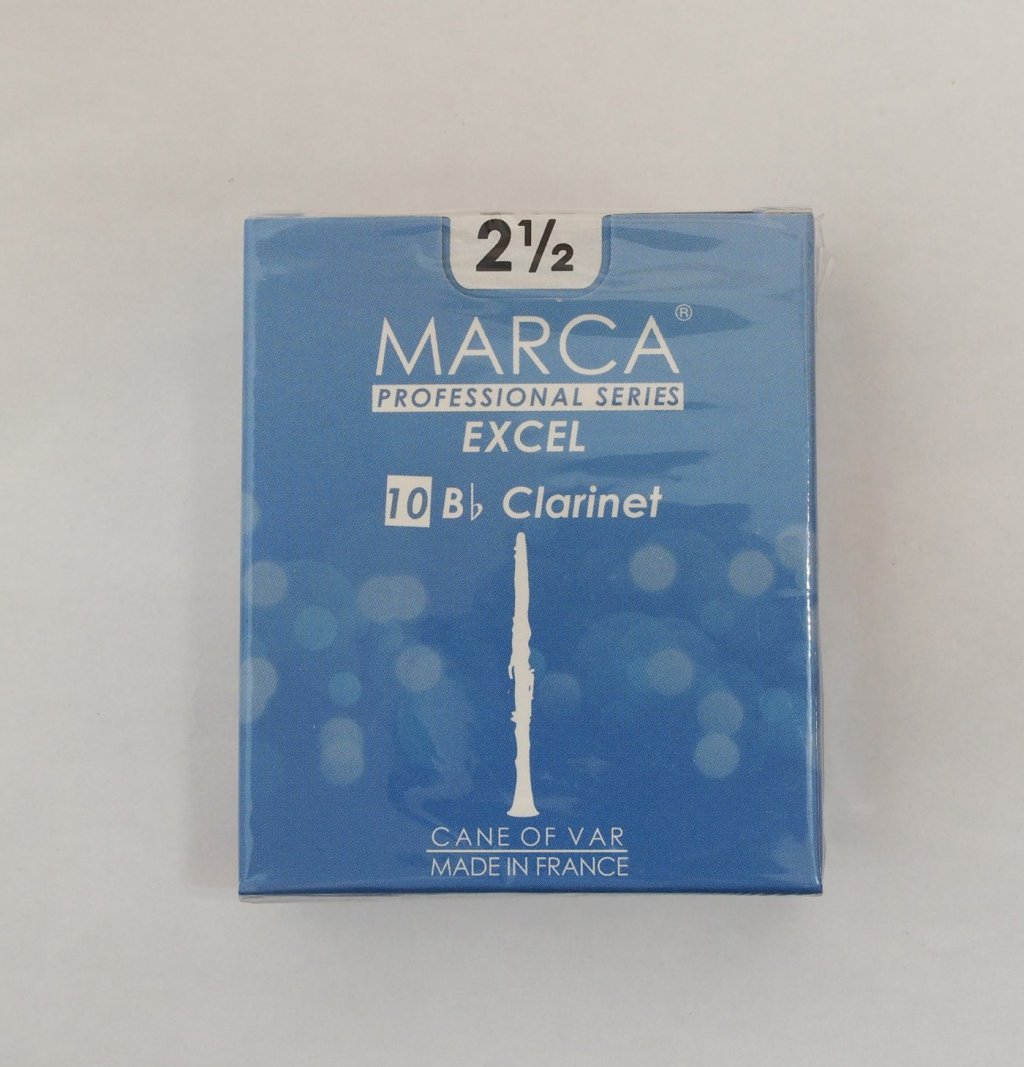 2½
MARCA®
PROFESSIONAL SERIES
EXCEL
10 B♭ Clarinet
CANE OF VAR
MADE IN FRANCE